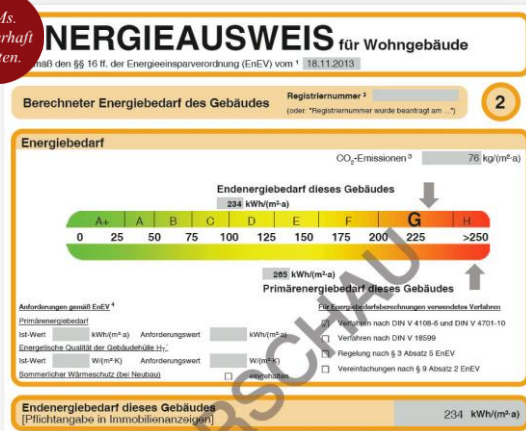 Ms.
erhaft
ten.
NERGIEAUSWEIS für Wohngebäude
mäß den §§ 16 ff. der Energieeinsparverordnung (EnEV) vom ¹ 18.11.2013
Berechneter Energiebedarf des Gebäudes
Registriernummer ²
(oder: "Registriernummer wurde beantragt am ...")
2
Energiebedarf
CO₂-Emissionen ³ 76 kg/(m²·a)
Endenergiebedarf dieses Gebäudes
234 kWh/(m²·a)
A+ A B C D E F G H
0 25 50 75 100 125 150 175 200 225 >250
265 kWh/(m²·a)
Primärenergiebedarf dieses Gebäudes
Anforderungen gemäß EnEV ⁴
Primärenergiebedarf
Ist-Wert kWh/(m²·a) Anforderungswert kWh/(m²·a)
Energetische Qualität der Gebäudehülle H_T'
Ist-Wert W/(m²·K) Anforderungswert W/(m²·K)
Sommerlicher Wärmeschutz (bei Neubau) ☐ eingehalten
Für Energiebedarfsberechnungen verwendetes Verfahren
☑ Verfahren nach DIN V 4108-6 und DIN V 4701-10
☐ Verfahren nach DIN V 18599
☐ Regelung nach § 3 Absatz 5 EnEV
☐ Vereinfachungen nach § 9 Absatz 2 EnEV
Endenergiebedarf dieses Gebäudes
[Pflichtangabe in Immobilienanzeigen]
234 kWh/(m²·a)
RSCHAU